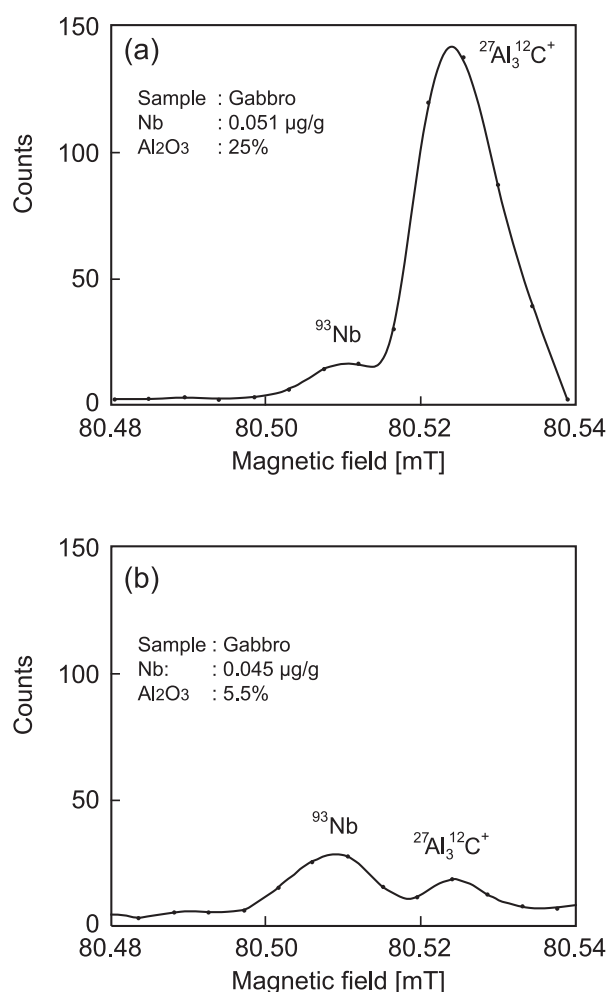 150
(a)
²⁷Al₃¹²C⁺
Sample : Gabbro
Nb : 0.051 µg/g
Al₂O₃ : 25%
100
Counts
50
⁹³Nb
0
80.48 80.50 80.52 80.54
Magnetic field [mT]
150
(b)
Sample : Gabbro
Nb: : 0.045 µg/g
Al₂O₃ : 5.5%
100
Counts
50
⁹³Nb
²⁷Al₃¹²C⁺
0
80.48 80.50 80.52 80.54
Magnetic field [mT]